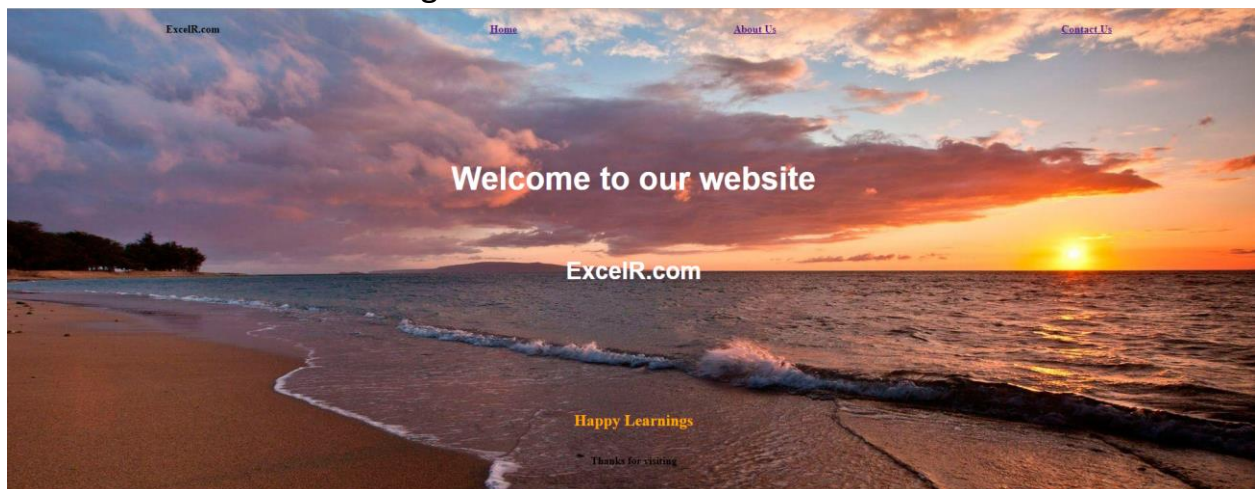 ExcelR.com Home About Us Contact Us
Welcome to our website
ExcelR.com
Happy Learnings
Thanks for visiting